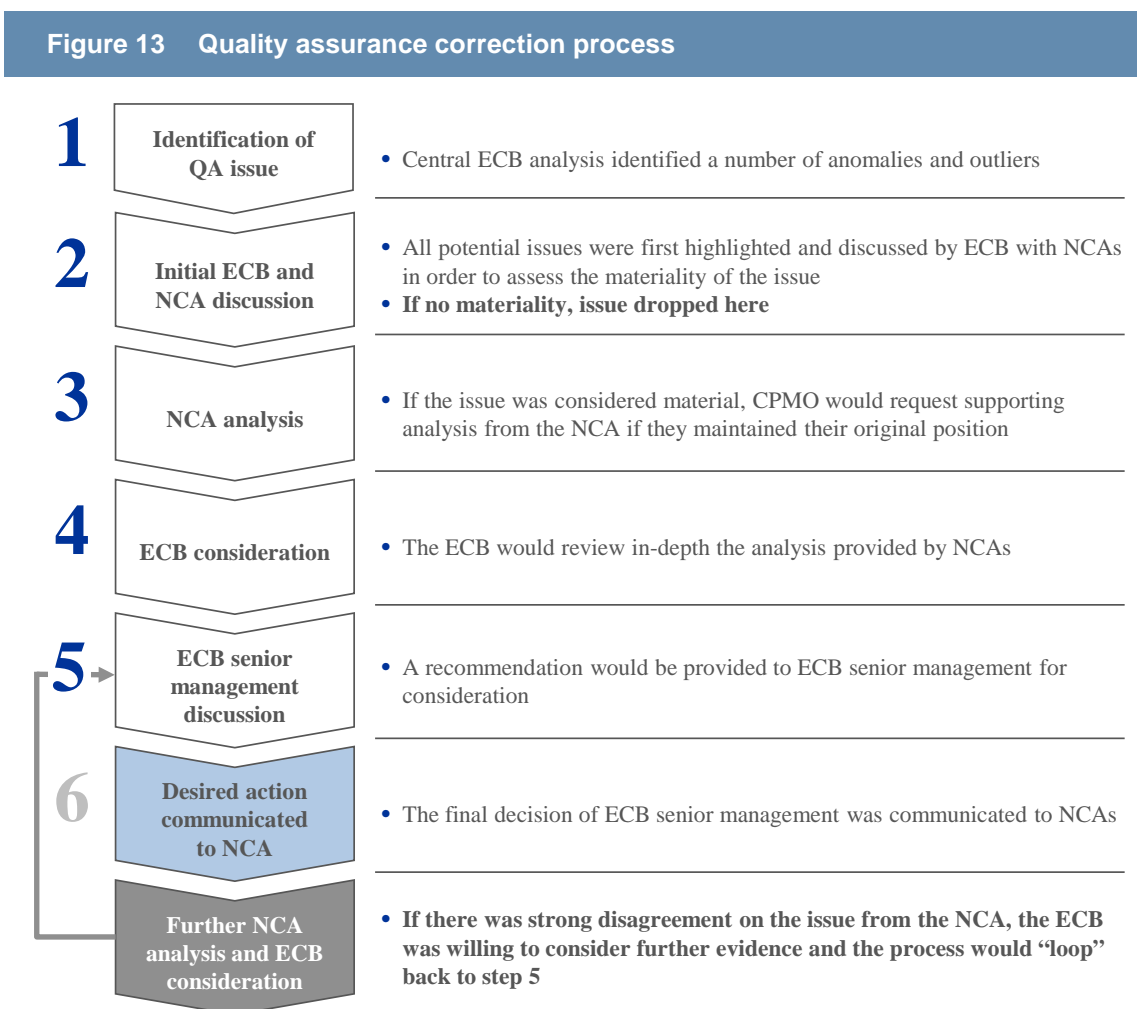 Figure 13 Quality assurance correction process
1
Identification of
QA issue
• Central ECB analysis identified a number of anomalies and outliers
2
Initial ECB and
NCA discussion
• All potential issues were first highlighted and discussed by ECB with NCAs
in order to assess the materiality of the issue
• If no materiality, issue dropped here
3
NCA analysis
• If the issue was considered material, CPMO would request supporting
analysis from the NCA if they maintained their original position
4
ECB consideration
• The ECB would review in-depth the analysis provided by NCAs
5
ECB senior
management
discussion
• A recommendation would be provided to ECB senior management for
consideration
6
Desired action
communicated
to NCA
• The final decision of ECB senior management was communicated to NCAs
Further NCA
analysis and ECB
consideration
• If there was strong disagreement on the issue from the NCA, the ECB
was willing to consider further evidence and the process would “loop”
back to step 5